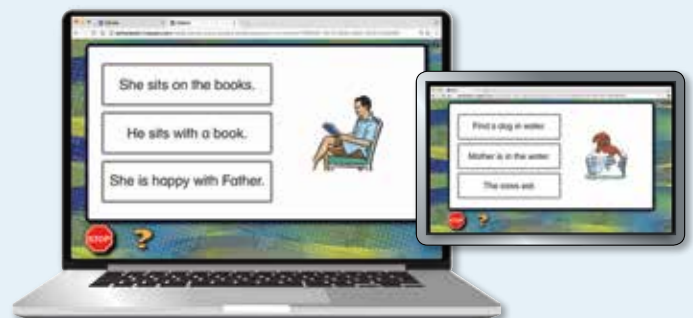 She sits on the books.
He sits with a book.
She is happy with Father.
STOP
?
Find a dog in water.
Mother is in the water.
The cows eat.
STOP
?